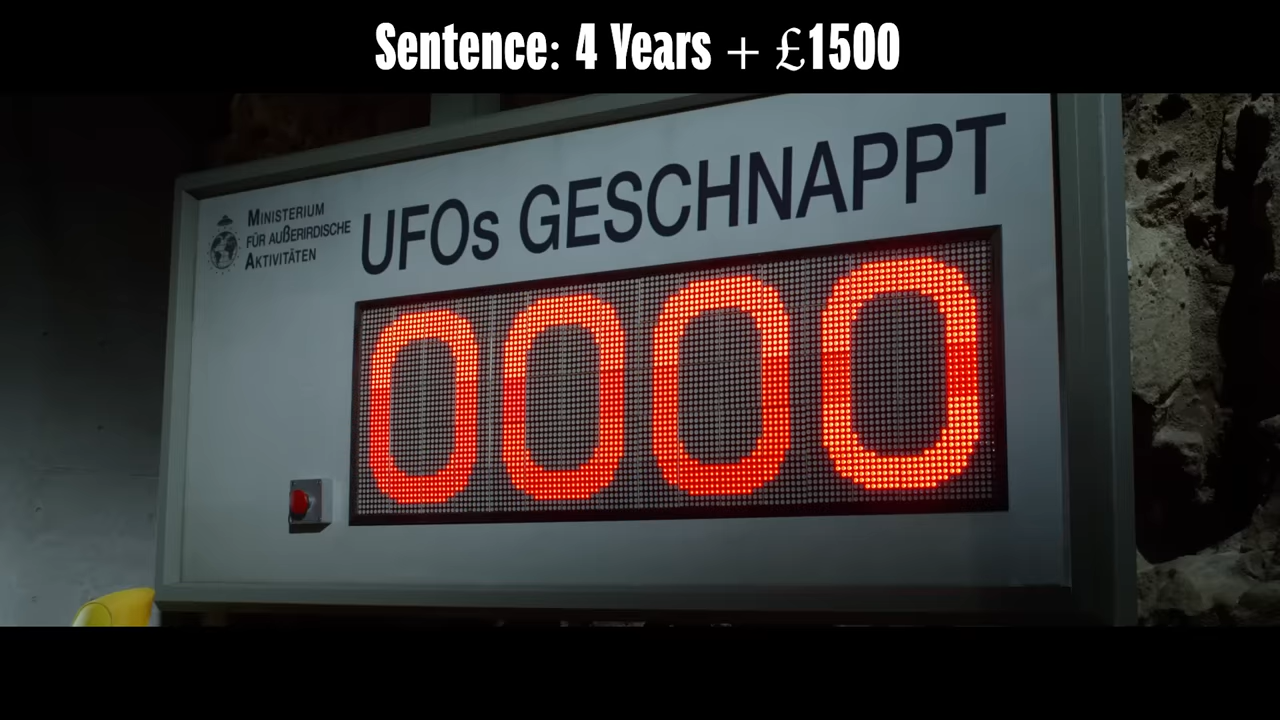 Sentence: 4 Years + £1500
UFOs GESCHNAPPT
MINISTERIUM
FÜR AUßERIRDISCHE
AKTIVITÄTEN
0000